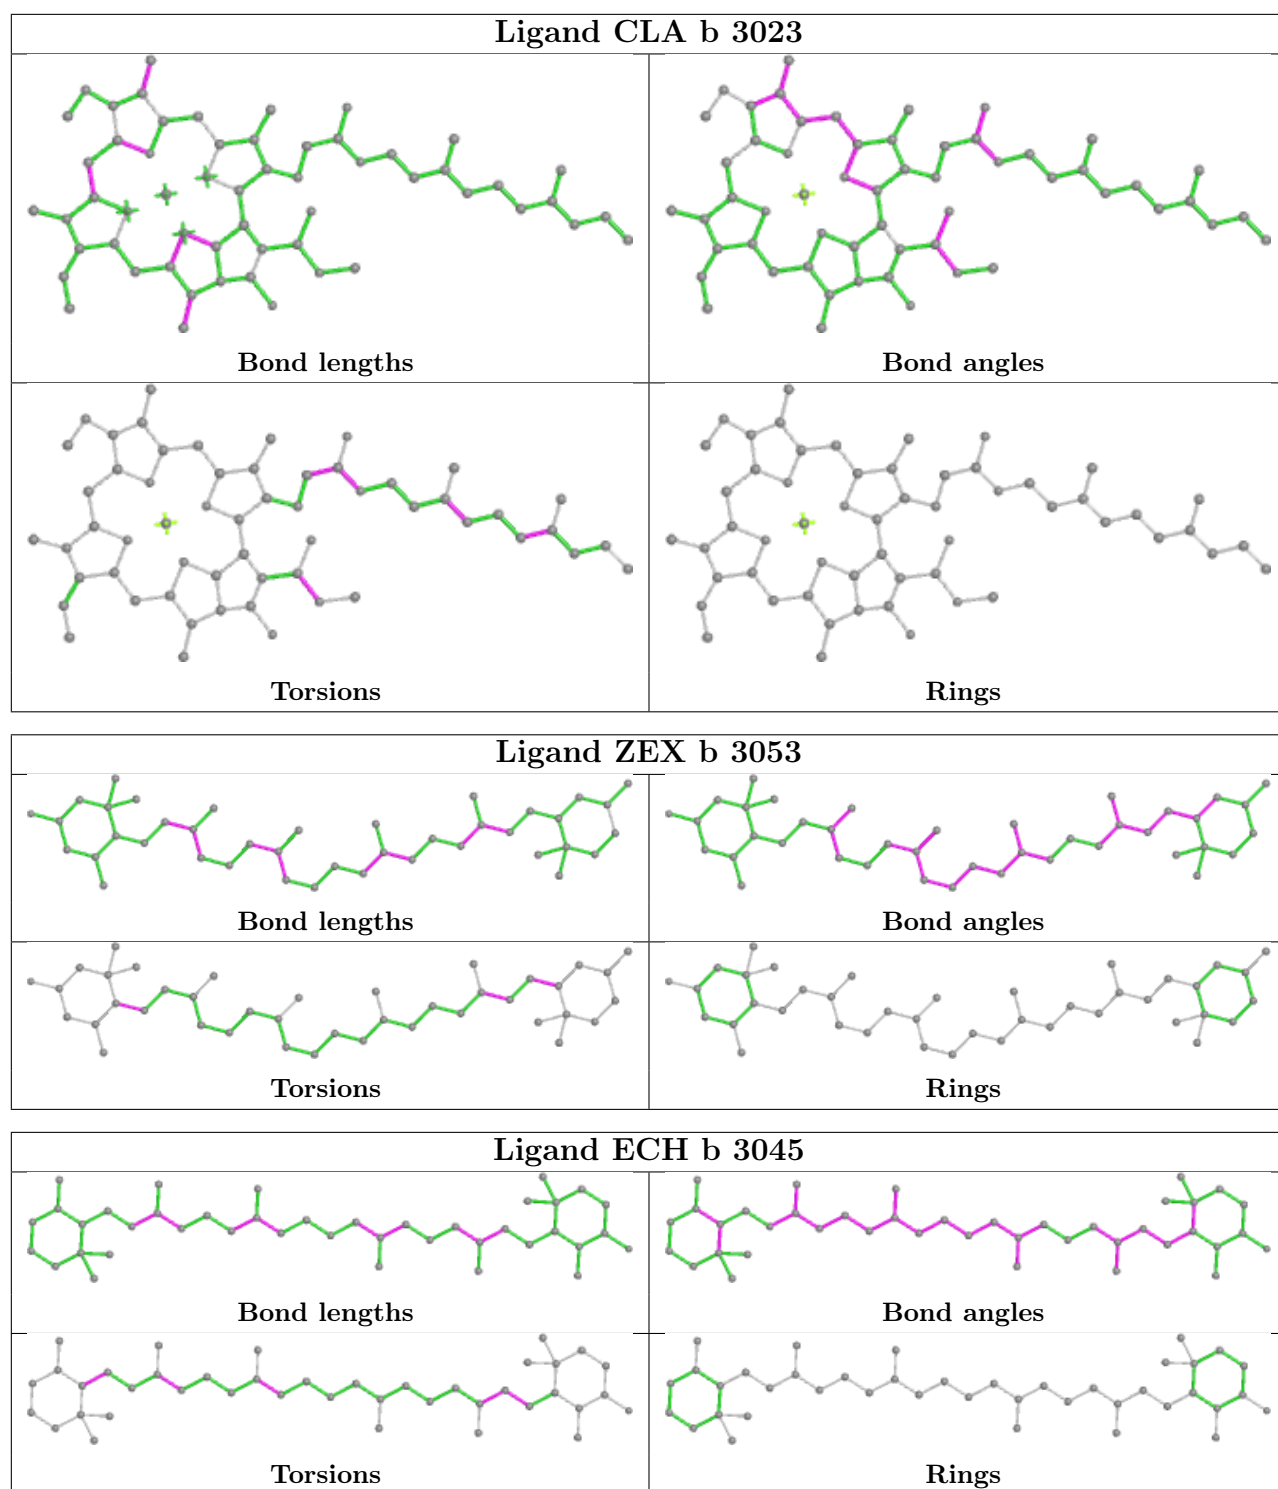 Ligand CLA b 3023
Bond lengths
Bond angles
Torsions
Rings
Ligand ZEX b 3053
Bond lengths
Bond angles
Torsions
Rings
Ligand ECH b 3045
Bond lengths
Bond angles
Torsions
Rings